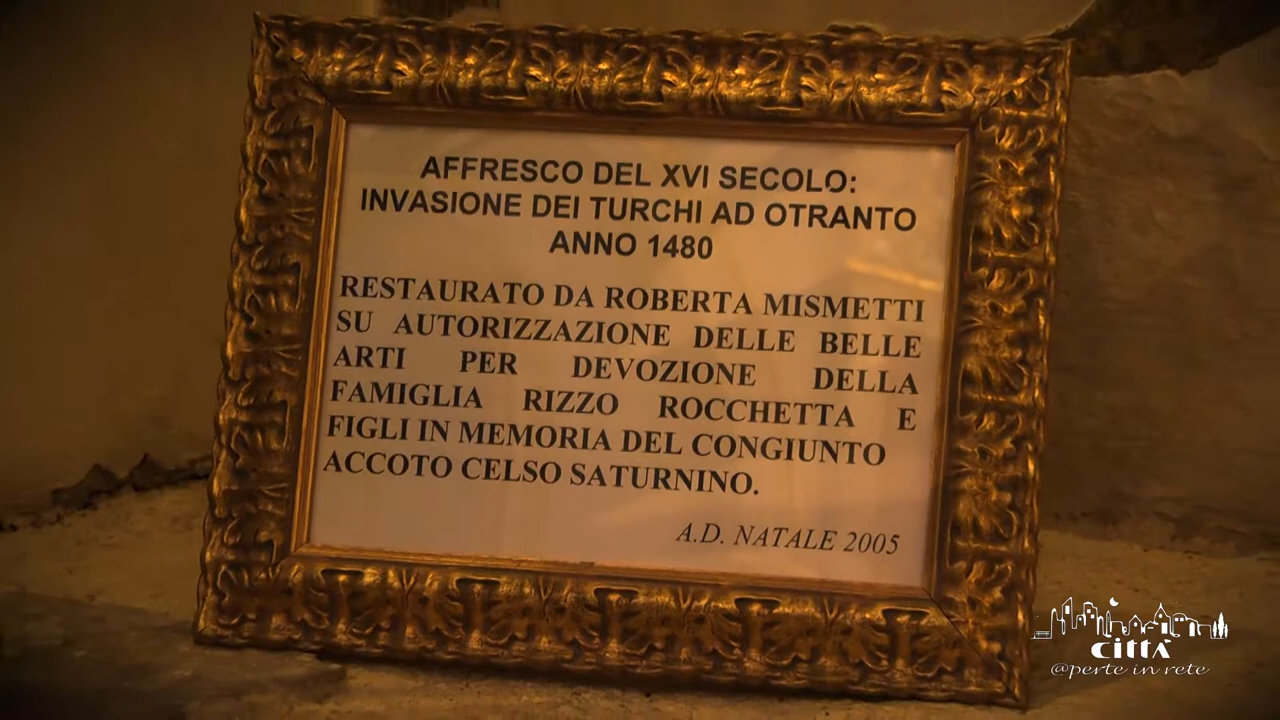 AFFRESCO DEL XVI SECOLO:
INVASIONE DEI TURCHI AD OTRANTO
ANNO 1480
RESTAURATO DA ROBERTA MISMETTI
SU AUTORIZZAZIONE DELLE BELLE
ARTI PER DEVOZIONE DELLA
FAMIGLIA RIZZO ROCCHETTA E
FIGLI IN MEMORIA DEL CONGIUNTO
ACCOTO CELSO SATURNINO.
A.D. NATALE 2005
CITTÀ
@perte in rete